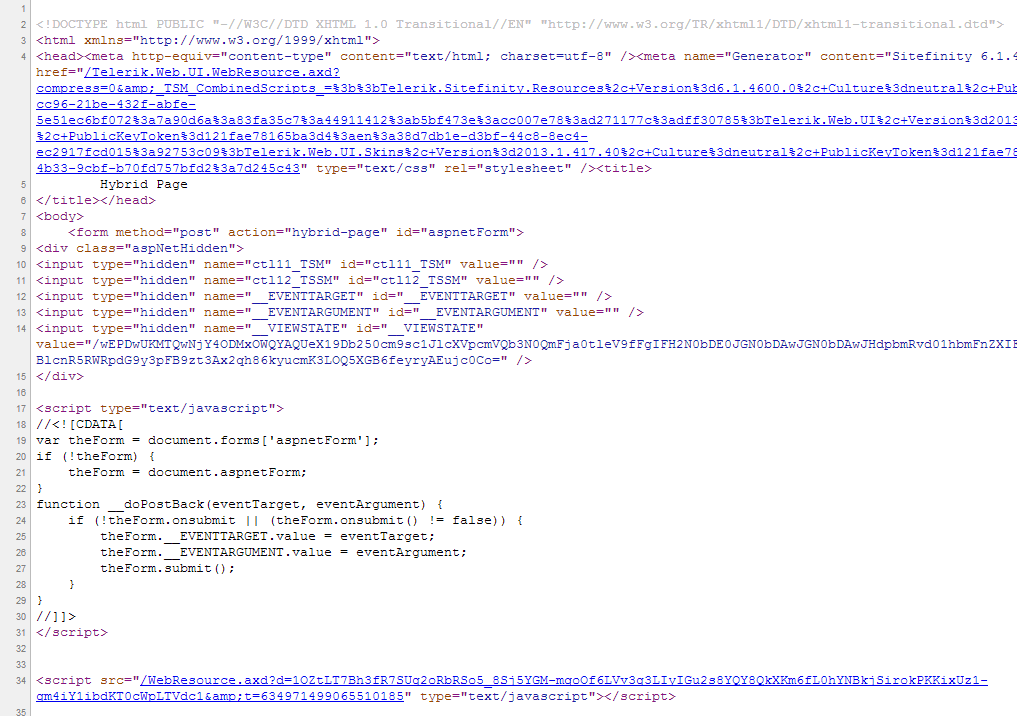 1
2 <!DOCTYPE html PUBLIC "-//W3C//DTD XHTML 1.0 Transitional//EN" "http://www.w3.org/TR/xhtml1/DTD/xhtml1-transitional.dtd">
3 <html xmlns="http://www.w3.org/1999/xhtml">
4 <head><meta http-equiv="content-type" content="text/html; charset=utf-8" /><meta name="Generator" content="Sitefinity 6.1.4
href="/Telerik.Web.UI.WebResource.axd?
compress=0&amp;_TSM_CombinedScripts_=%3b%3bTelerik.Sitefinity.Resources%2c+Version%3d6.1.4600.0%2c+Culture%3dneutral%2c+Pub
cc96-21be-432f-abfe-
5e51ec6bf072%3a7a90d6a%3a83fa35c7%3a44911412%3ab5bf473e%3acc007e78%3ad271177c%3adff30785%3bTelerik.Web.UI%2c+Version%3d2013
%2c+PublicKeyToken%3d121fae78165ba3d4%3aen%3a38d7db1e-d3bf-44c8-8ec4-
ec2917fcd015%3a92753c09%3bTelerik.Web.UI.Skins%2c+Version%3d2013.1.417.40%2c+Culture%3dneutral%2c+PublicKeyToken%3d121fae78
4b33-9cbf-b70fd757bfd2%3a7d245c43" type="text/css" rel="stylesheet" /><title>
5         Hybrid Page
6 </title></head>
7 <body>
8     <form method="post" action="hybrid-page" id="aspnetForm">
9 <div class="aspNetHidden">
10 <input type="hidden" name="ctl11_TSM" id="ctl11_TSM" value="" />
11 <input type="hidden" name="ctl12_TSSM" id="ctl12_TSSM" value="" />
12 <input type="hidden" name="__EVENTTARGET" id="__EVENTTARGET" value="" />
13 <input type="hidden" name="__EVENTARGUMENT" id="__EVENTARGUMENT" value="" />
14 <input type="hidden" name="__VIEWSTATE" id="__VIEWSTATE"
value="/wEPDwUKMTQwNjY4ODMxOWQYAQUeX19Db250cm9sc1JlcXVpcmVQb3N0QmFja0tleV9fFgIFH2N0bDE0JGN0bDAwJGN0bDAwJHdpbmRvd01hbmFnZXIF
BlcnR5RWRpdG9y3pFB9zt3Ax2qh86kyucmK3LOQ5XGB6feyryAEujc0Co=" />
15 </div>
16
17 <script type="text/javascript">
18 //<![CDATA[
19 var theForm = document.forms['aspnetForm'];
20 if (!theForm) {
21     theForm = document.aspnetForm;
22 }
23 function __doPostBack(eventTarget, eventArgument) {
24     if (!theForm.onsubmit || (theForm.onsubmit() != false)) {
25         theForm.__EVENTTARGET.value = eventTarget;
26         theForm.__EVENTARGUMENT.value = eventArgument;
27         theForm.submit();
28     }
29 }
30 //]]>
31 </script>
32
33
34 <script src="/WebResource.axd?d=1OZtLT7Bh3fR7SUq2oRbRSo5_8Sj5YGM-mqoOf6LVv3q3LIyIGu2s8YQY8QkXKm6fL0hYNBkjSirokPKKixUz1-
gm4iY1ibdKT0cWpLTVdc1&amp;t=634971499065510185" type="text/javascript"></script>
35